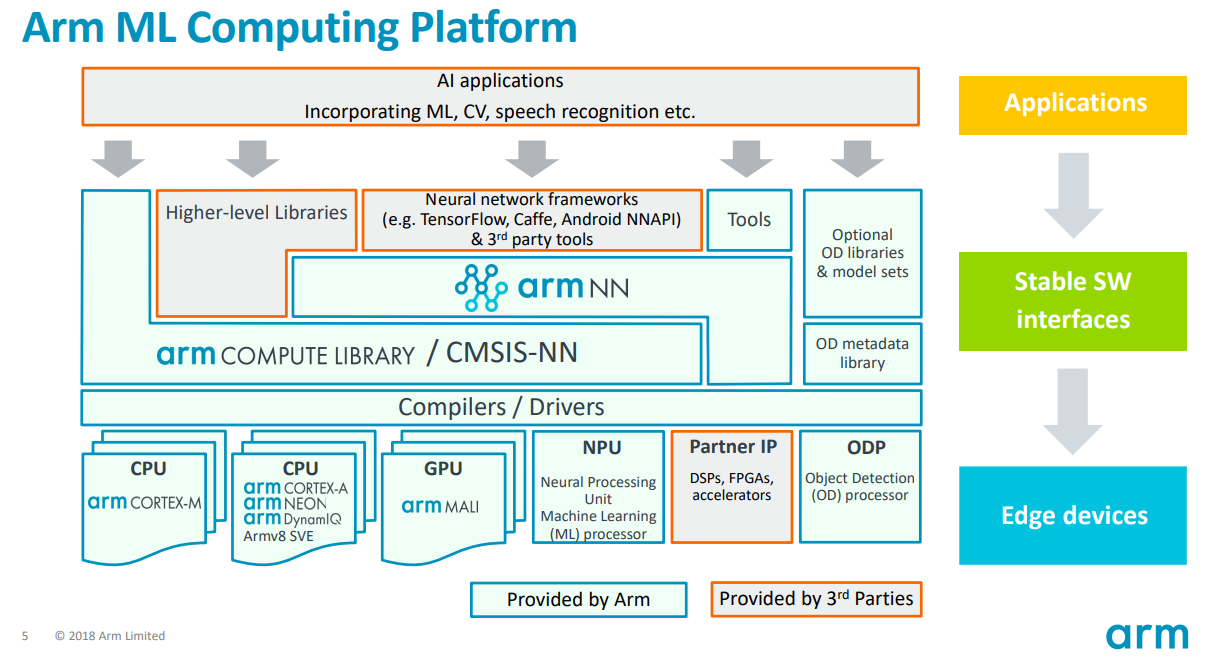 Arm ML Computing Platform
AI applications
Incorporating ML, CV, speech recognition etc.
Applications
Higher-level Libraries
Neural network frameworks
(e.g. TensorFlow, Caffe, Android NNAPI)
& 3rd party tools
Tools
Optional
OD libraries
& model sets
arm NN
Stable SW
interfaces
arm COMPUTE LIBRARY / CMSIS-NN
OD metadata
library
Compilers / Drivers
CPU
arm CORTEX-M
CPU
arm CORTEX-A
arm NEON
arm DynamIQ
Armv8 SVE
GPU
arm MALI
NPU
Neural Processing
Unit
Machine Learning
(ML) processor
Partner IP
DSPs, FPGAs,
accelerators
ODP
Object Detection
(OD) processor
Edge devices
Provided by Arm
Provided by 3rd Parties
5 © 2018 Arm Limited
arm